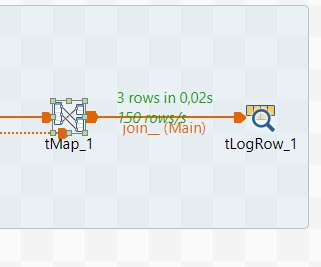 3 rows in 0,02s
150 rows/s
join__ (Main)
tMap_1
tLogRow_1